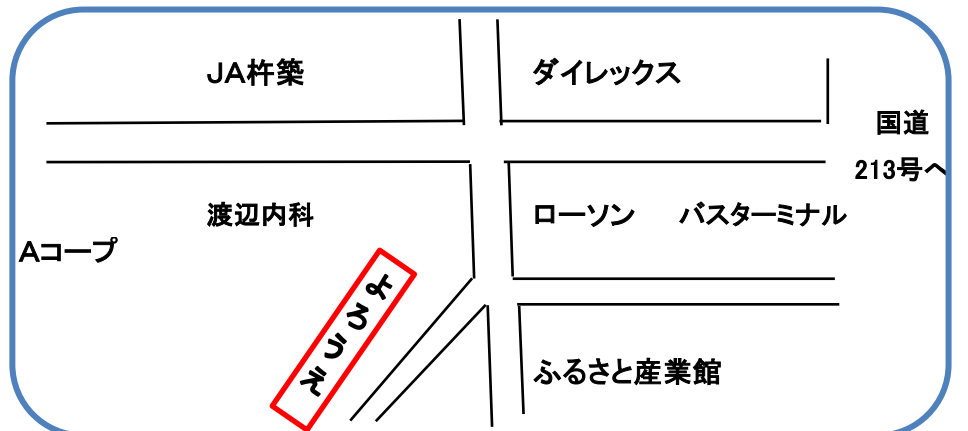 JA杵築
ダイレックス
国道
213号へ
渡辺内科
ローソン バスターミナル
Aコープ
よろうえ
ふるさと産業館